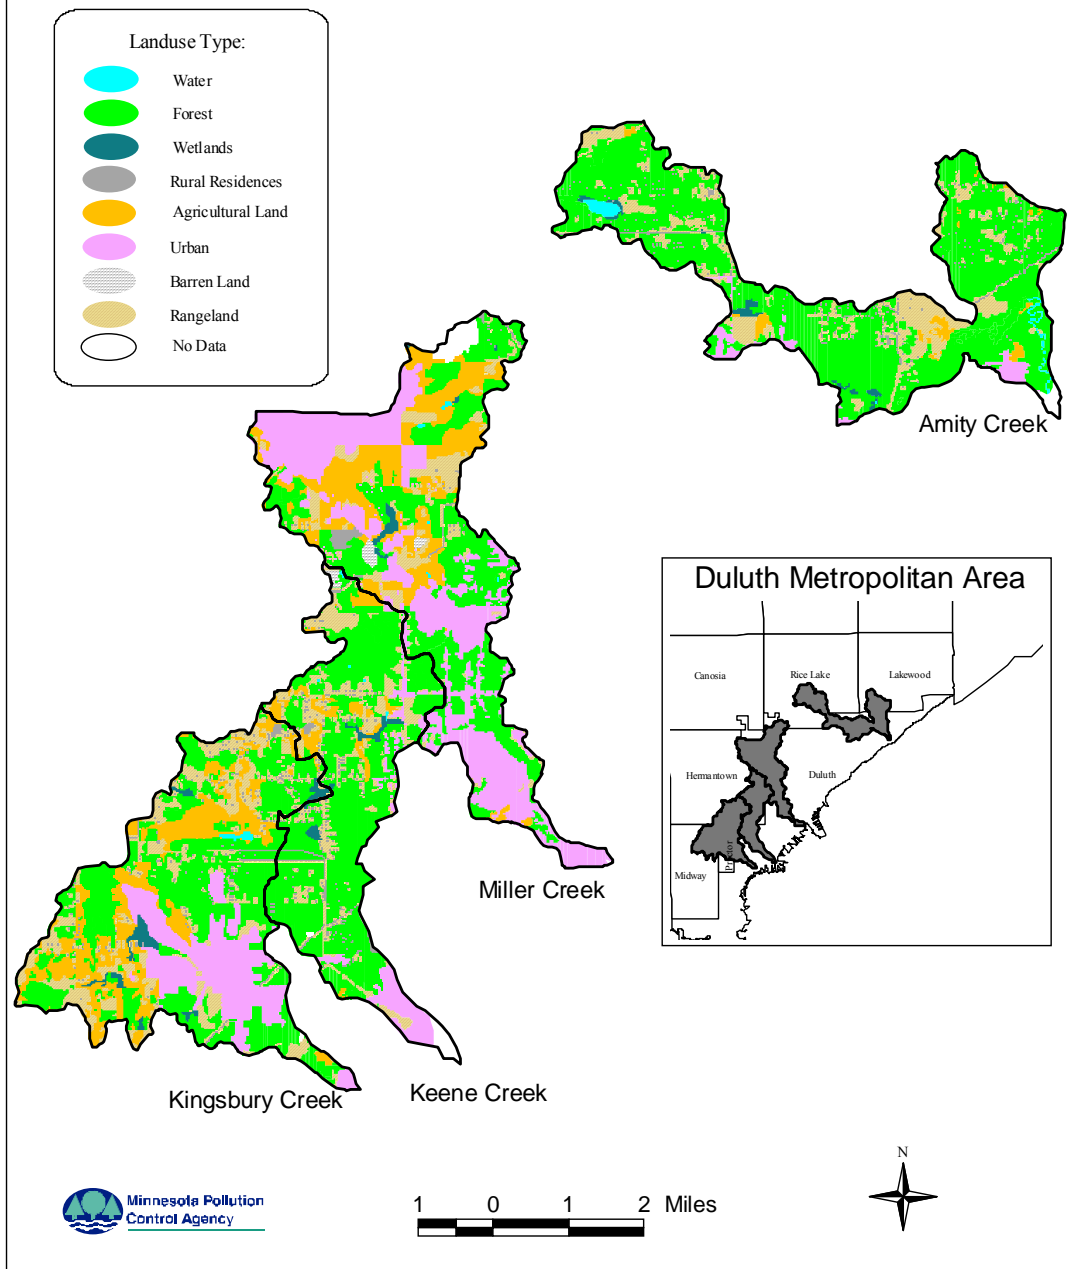 Landuse Type:
Water
Forest
Wetlands
Rural Residences
Agricultural Land
Urban
Barren Land
Rangeland
No Data
Amity Creek
Duluth Metropolitan Area
Canosia
Rice Lake
Lakewood
Hermantown
Duluth
Proctor
Midway
Miller Creek
Keene Creek
Kingsbury Creek
Minnesota Pollution
Control Agency
1 0 1 2 Miles
N